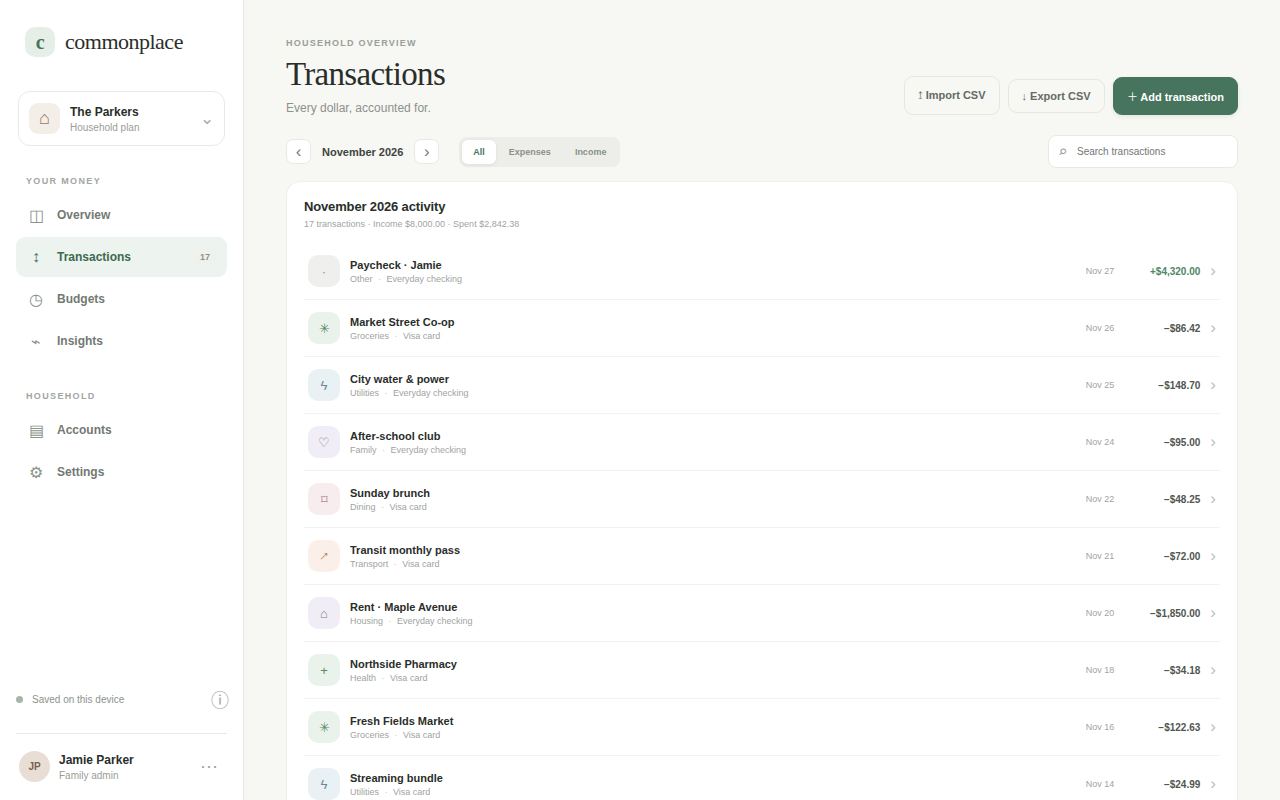 c commonplace
The Parkers
Household plan
YOUR MONEY
Overview
Transactions 17
Budgets
Insights
HOUSEHOLD
Accounts
Settings
Saved on this device
JP
Jamie Parker
Family admin
HOUSEHOLD OVERVIEW
Transactions
Every dollar, accounted for.
↥ Import CSV
↓ Export CSV
+ Add transaction
‹ November 2026 ›
All Expenses Income
Search transactions
November 2026 activity
17 transactions · Income $8,000.00 · Spent $2,842.38
Paycheck · Jamie
Other · Everyday checking
Nov 27 +$4,320.00
Market Street Co-op
Groceries · Visa card
Nov 26 −$86.42
City water & power
Utilities · Everyday checking
Nov 25 −$148.70
After-school club
Family · Everyday checking
Nov 24 −$95.00
Sunday brunch
Dining · Visa card
Nov 22 −$48.25
Transit monthly pass
Transport · Visa card
Nov 21 −$72.00
Rent · Maple Avenue
Housing · Everyday checking
Nov 20 −$1,850.00
Northside Pharmacy
Health · Visa card
Nov 18 −$34.18
Fresh Fields Market
Groceries · Visa card
Nov 16 −$122.63
Streaming bundle
Utilities · Visa card
Nov 14 −$24.99